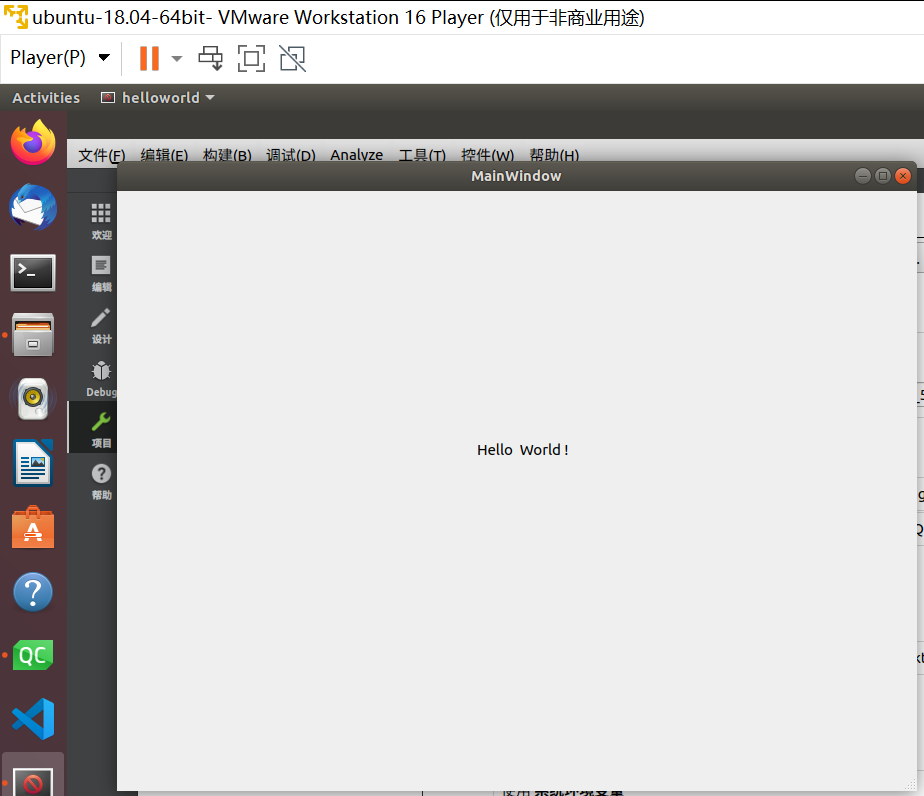 ubuntu-18.04-64bit- VMware Workstation 16 Player (仅用于非商业用途)
Player(P)
Activities helloworld
文件(F) 编辑(E) 构建(B) 调试(D) Analyze 工具(T) 控件(W) 帮助(H)
MainWindow
欢迎
编辑
设计
Debug
项目
帮助
Hello World !
QC